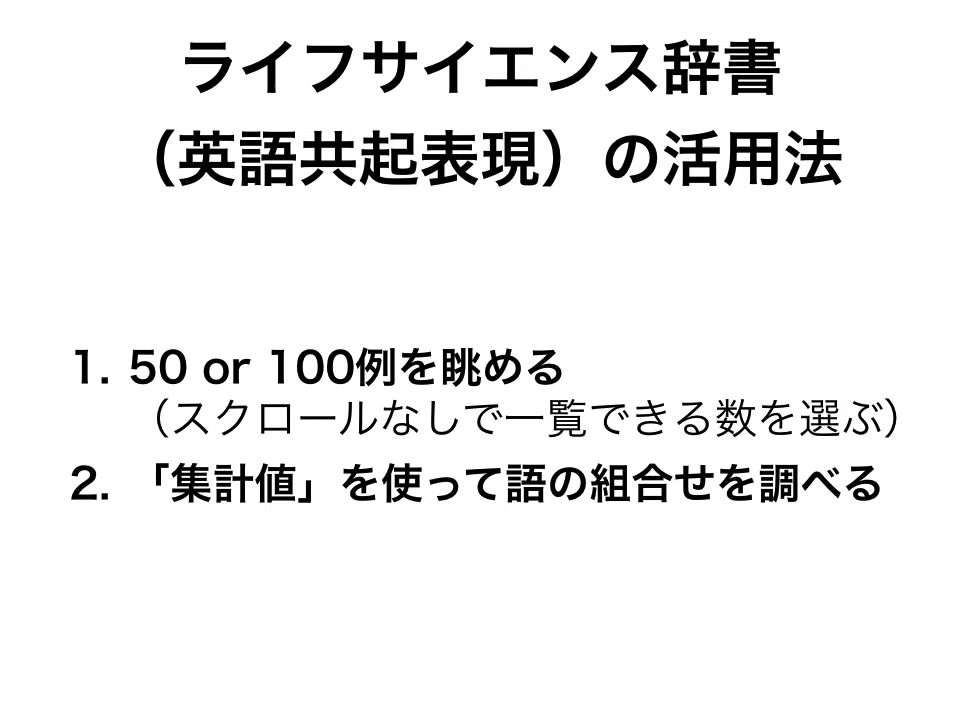 ライフサイエンス辞書
（英語共起表現）の活用法
1. 50 or 100例を眺める
（スクロールなしで一覧できる数を選ぶ）
2. 「集計値」を使って語の組合せを調べる